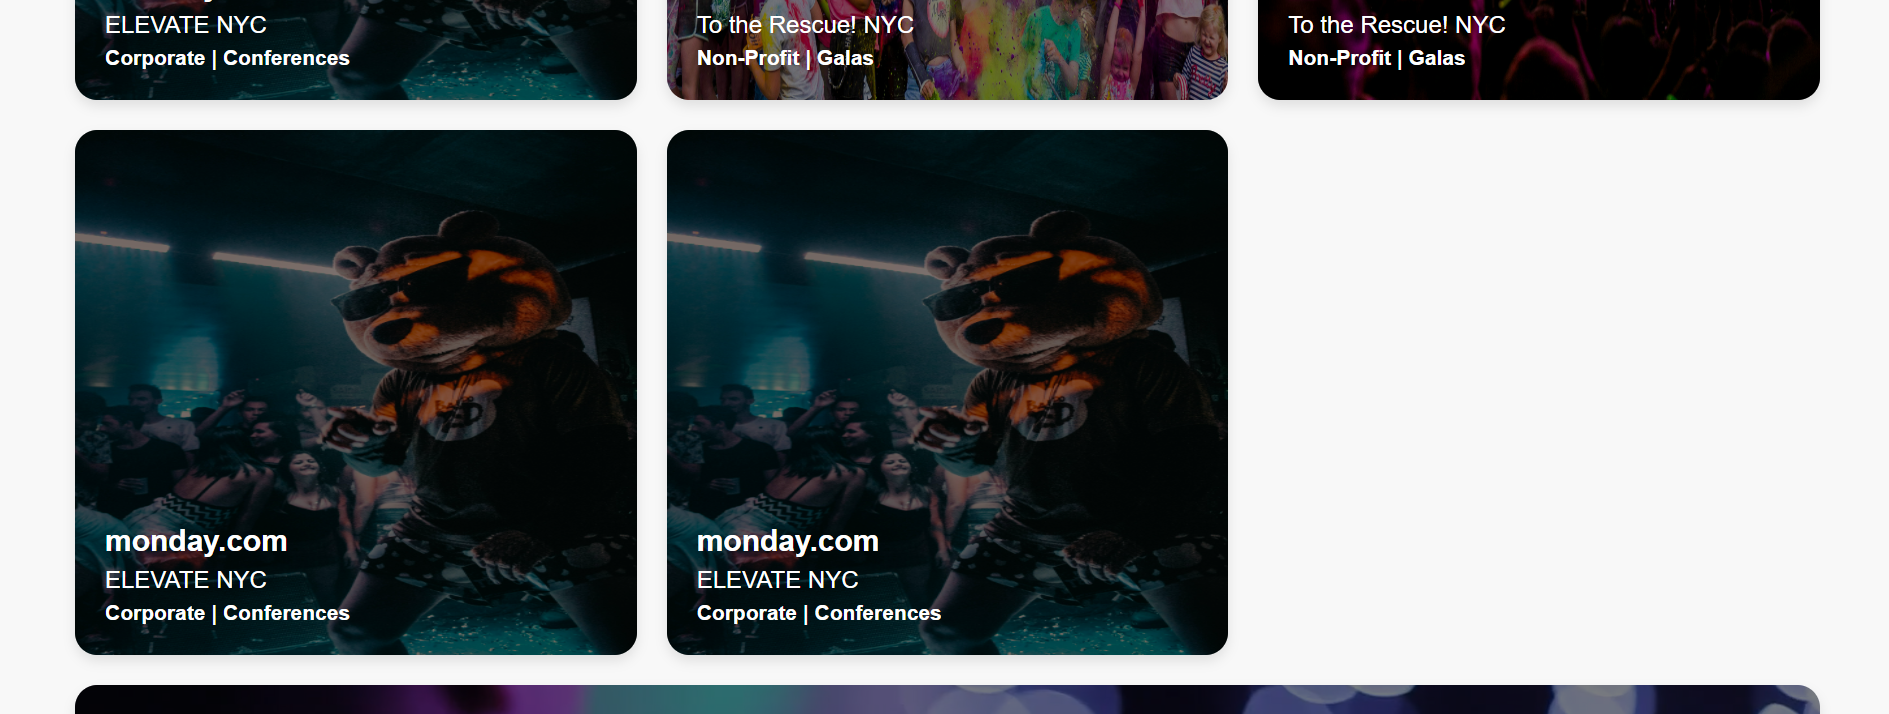 ELEVATE NYC
Corporate | Conferences
To the Rescue! NYC
Non-Profit | Galas
To the Rescue! NYC
Non-Profit | Galas
monday.com
ELEVATE NYC
Corporate | Conferences
monday.com
ELEVATE NYC
Corporate | Conferences